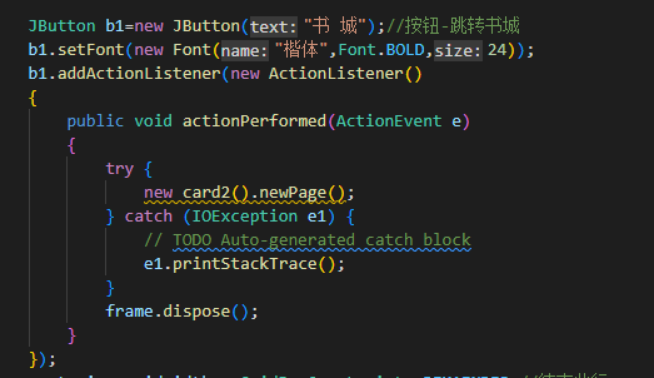 JButton b1=new JButton(text:"书 城");//按钮-跳转书城
b1.setFont(new Font(name:"楷体",Font.BOLD,size:24));
b1.addActionListener(new ActionListener()
{
public void actionPerformed(ActionEvent e)
{
try {
new card2().newPage();
} catch (IOException e1) {
// TODO Auto-generated catch block
e1.printStackTrace();
}
frame.dispose();
}
});